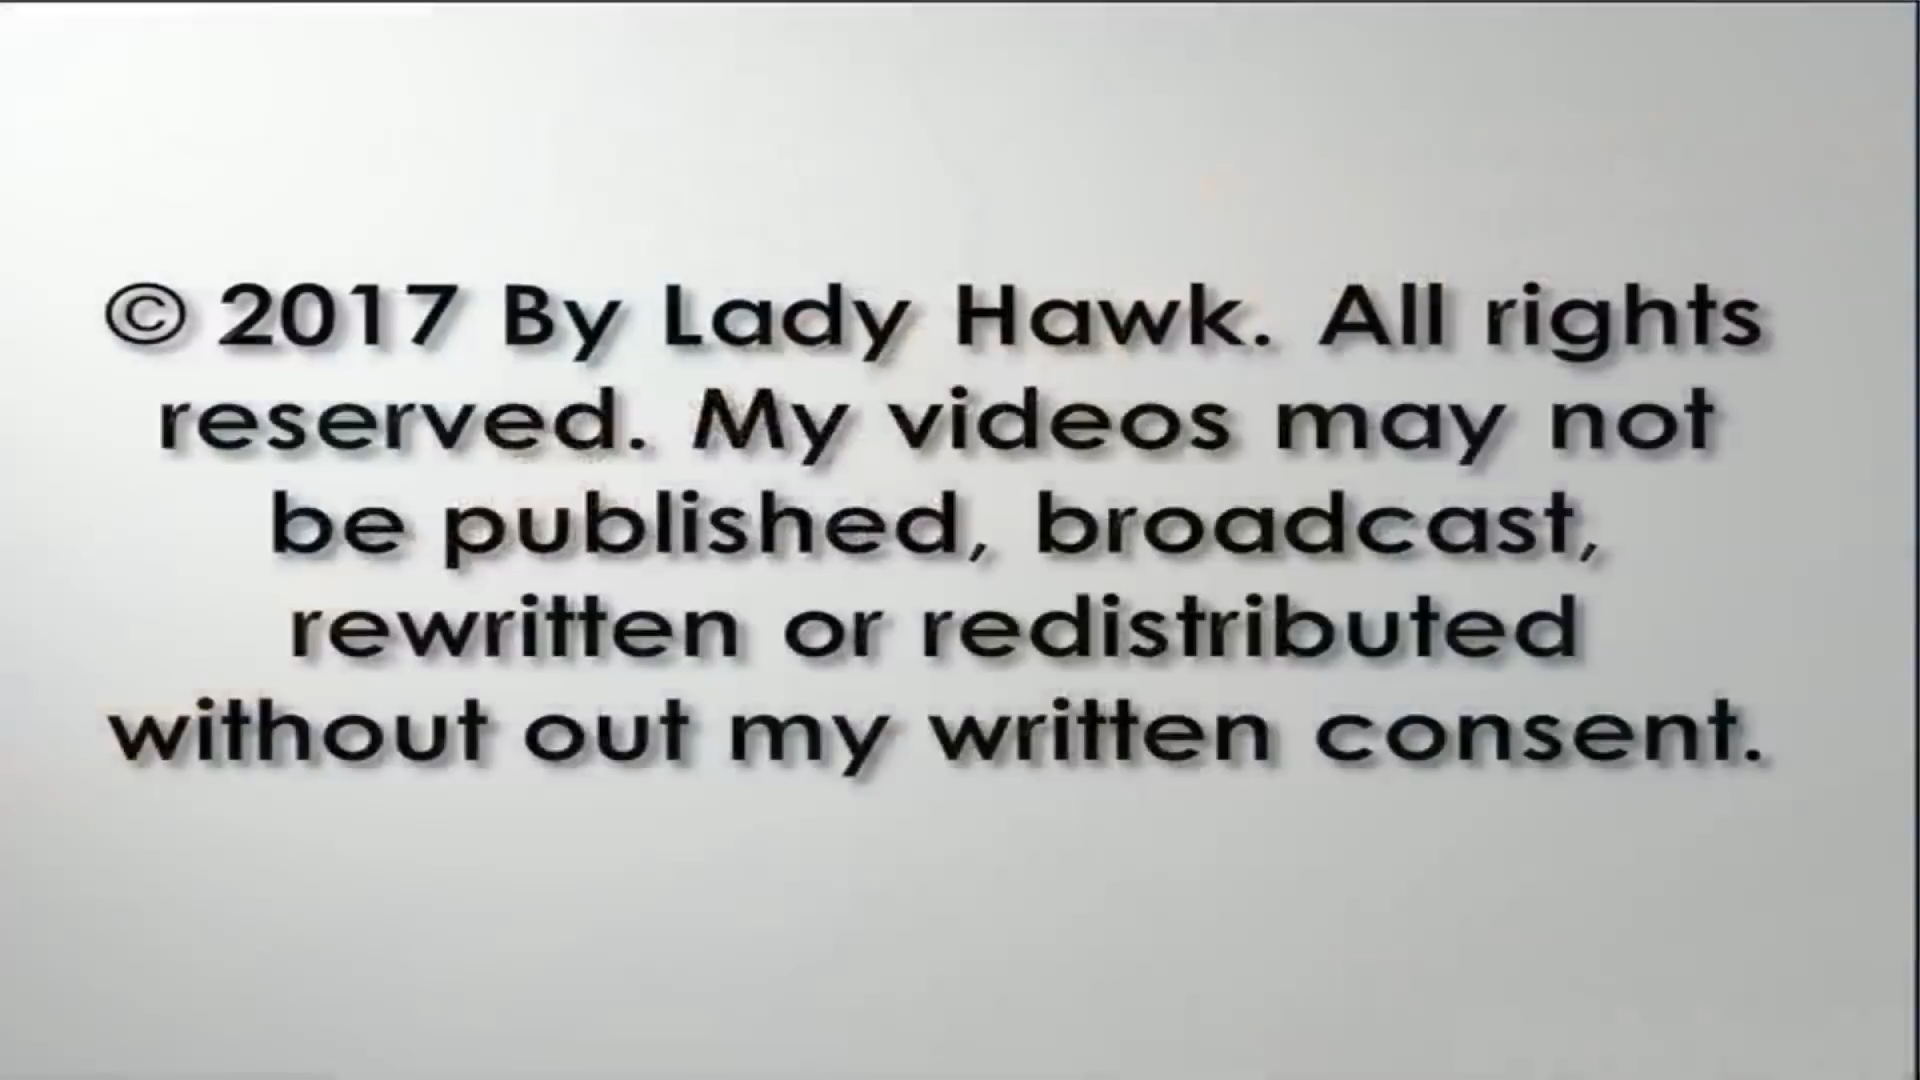 © 2017 By Lady Hawk. All rights
reserved. My videos may not
be published, broadcast,
rewritten or redistributed
without out my written consent.